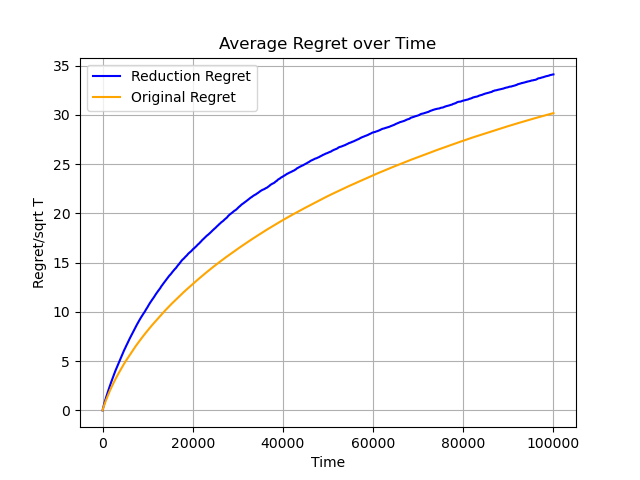 Average Regret over Time
Reduction Regret
Original Regret
Regret/sqrt T
35
30
25
20
15
10
5
0
0 20000 40000 60000 80000 100000
Time